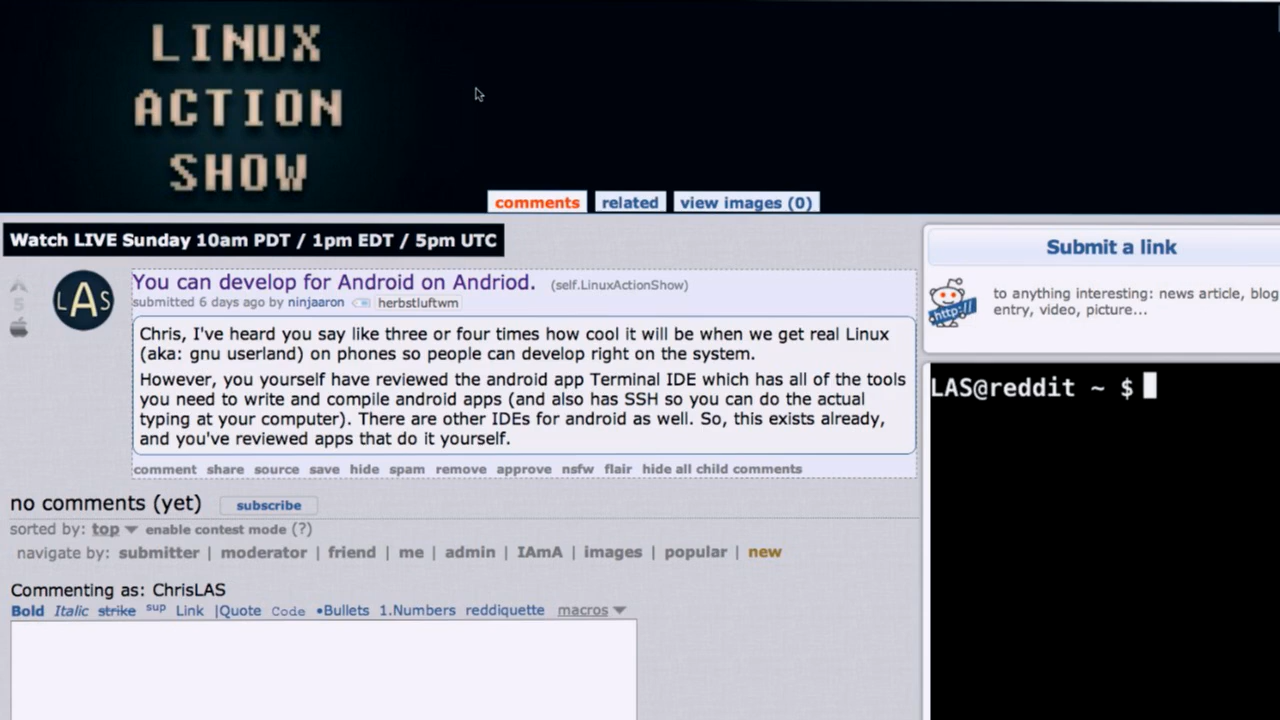 LINUX
ACTION
SHOW
comments related view images (0)
Watch LIVE Sunday 10am PDT / 1pm EDT / 5pm UTC
Submit a link
to anything interesting: news article, blog
entry, video, picture...
http://
5
LAS
You can develop for Android on Andriod. (self.LinuxActionShow)
submitted 6 days ago by ninjaaron herbstluftwm
Chris, I've heard you say like three or four times how cool it will be when we get real Linux
(aka: gnu userland) on phones so people can develop right on the system.
However, you yourself have reviewed the android app Terminal IDE which has all of the tools
you need to write and compile android apps (and also has SSH so you can do the actual
typing at your computer). There are other IDEs for android as well. So, this exists already,
and you've reviewed apps that do it yourself.
comment share source save hide spam remove approve nsfw flair hide all child comments
LAS@reddit ~ $
no comments (yet) subscribe
sorted by: top enable contest mode (?)
navigate by: submitter | moderator | friend | me | admin | IAmA | images | popular | new
Commenting as: ChrisLAS
Bold Italic strike sup Link |Quote Code •Bullets 1.Numbers reddiquette macros